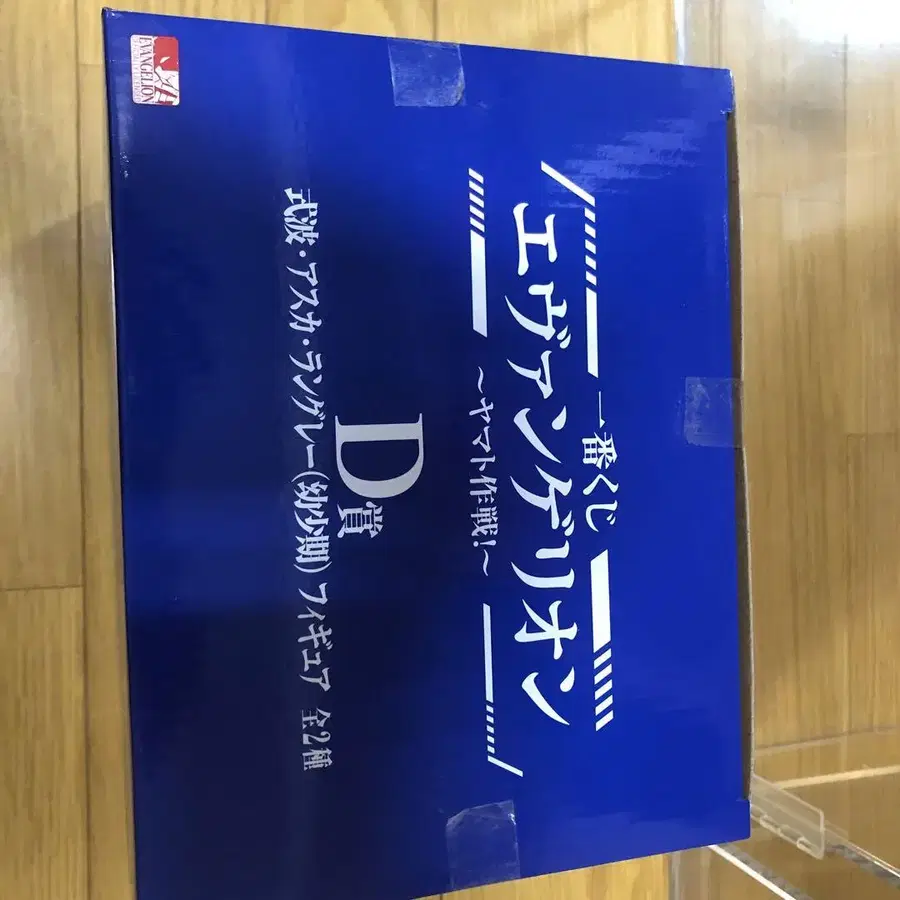 EVANGELION
一番くじ
エヴァンゲリオン
～ヤマト作戦!～
D賞
式波・アスカ・ラングレー(幼少期)フィギュア 全2種